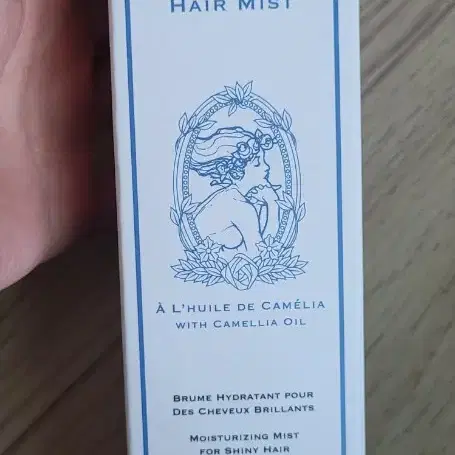 HAIR MIST
À L'HUILE DE CAMÉLIA
WITH CAMELLIA OIL
BRUME HYDRATANT POUR
DES CHEVEUX BRILLANTS
MOISTURIZING MIST
FOR SHINY HAIR